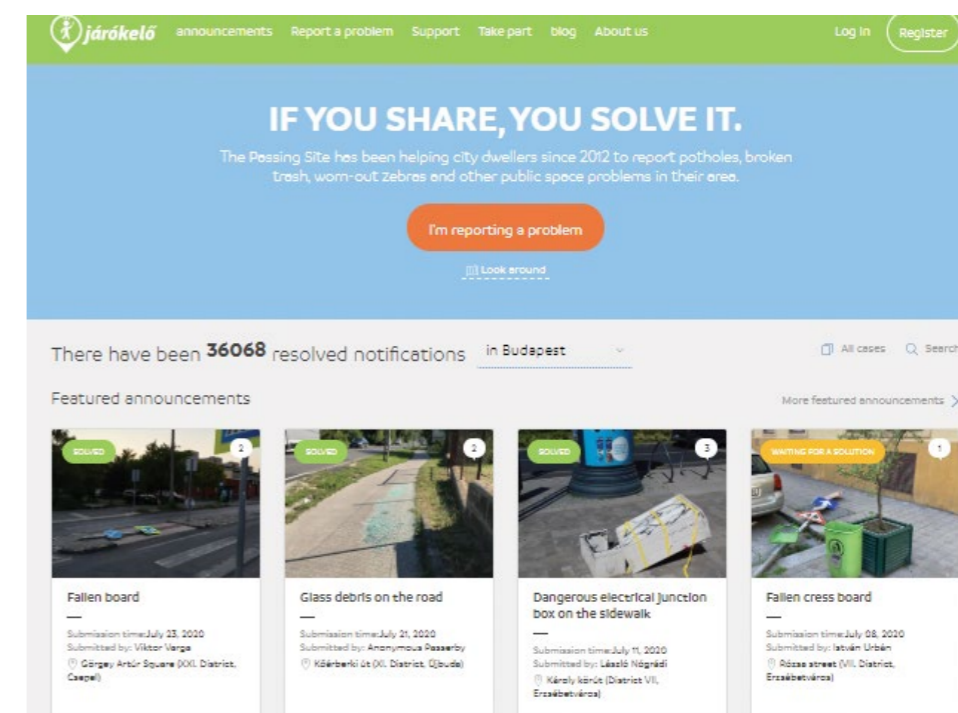 járókelő announcements Report a problem Support Take part blog About us Log In Register
IF YOU SHARE, YOU SOLVE IT.
The Passing Site has been helping city dwellers since 2012 to report potholes, broken
trash, worn-out zebras and other public space problems in their area.
I'm reporting a problem
Look around
There have been 36068 resolved notifications in Budapest All cases Search
Featured announcements More featured announcements
SOLVED 2 SOLVED 2 SOLVED 3 WAITING FOR A SOLUTION 1
Fallen board
Submission time:July 23, 2020
Submitted by: Viktor Varga
Görgey Artúr Square (XXI. District,
Csepel)
Glass debris on the road
Submission time:July 21, 2020
Submitted by: Anonymous Passerby
Kőérberki út (XI. District, Újbuda)
Dangerous electrical junction
box on the sidewalk
Submission time:July 11, 2020
Submitted by: László Nógrádi
Károly körút (District VII,
Erzsébetváros)
Fallen cress board
Submission time:July 08, 2020
Submitted by: István Urbán
Rózsa street (VII. District,
Erzsébetváros)